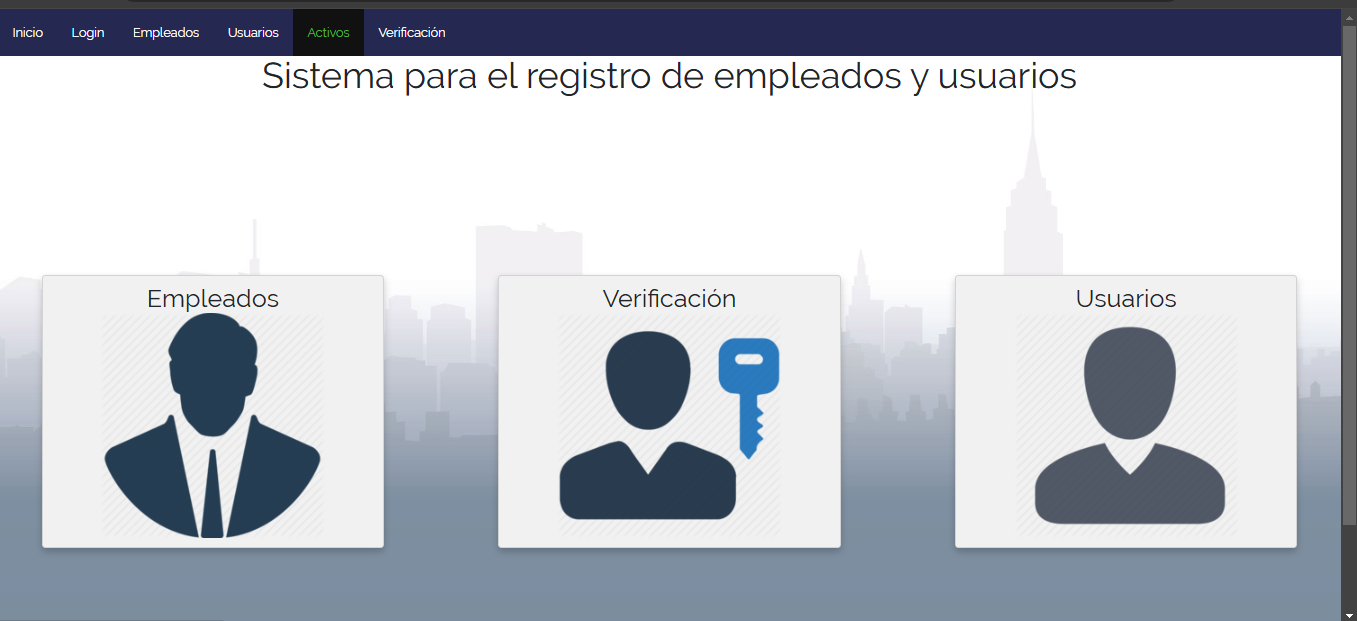 Inicio Login Empleados Usuarios Activos Verificación
Sistema para el registro de empleados y usuarios
Empleados Verificación Usuarios